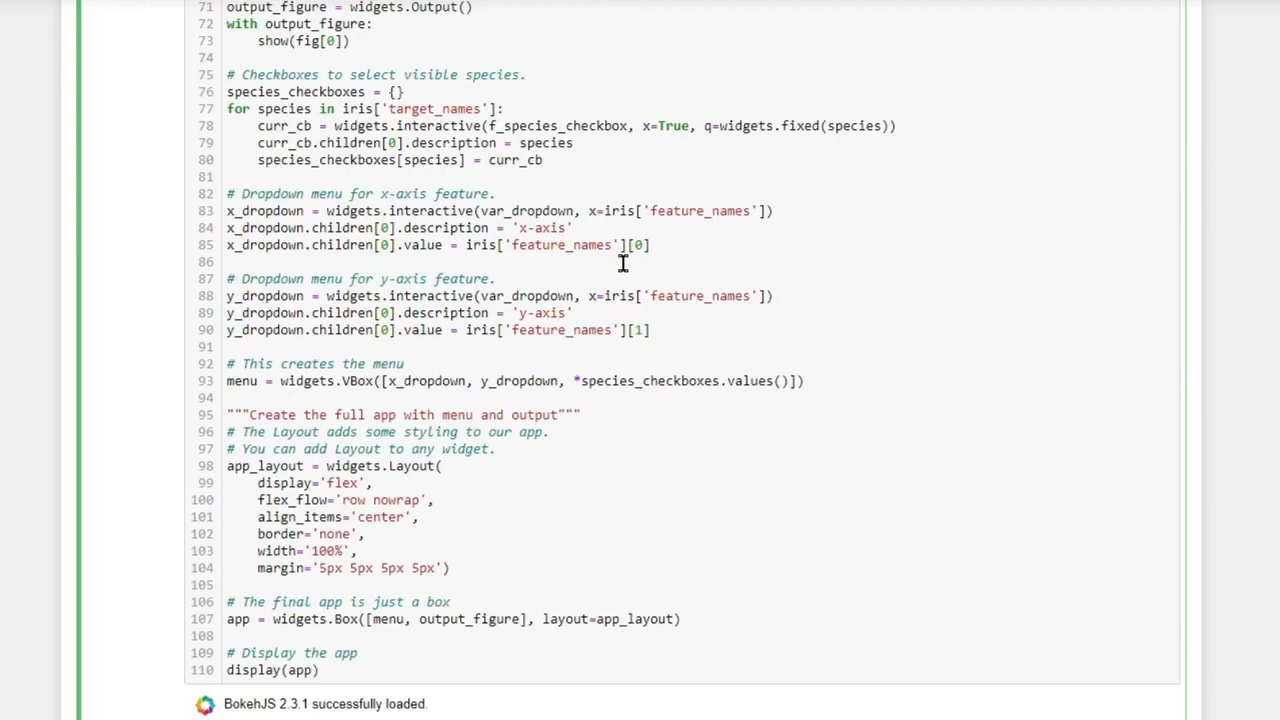 71 output_figure = widgets.Output()
72 with output_figure:
73     show(fig[0])
74
75 # Checkboxes to select visible species.
76 species_checkboxes = {}
77 for species in iris['target_names']:
78     curr_cb = widgets.interactive(f_species_checkbox, x=True, q=widgets.fixed(species))
79     curr_cb.children[0].description = species
80     species_checkboxes[species] = curr_cb
81
82 # Dropdown menu for x-axis feature.
83 x_dropdown = widgets.interactive(var_dropdown, x=iris['feature_names'])
84 x_dropdown.children[0].description = 'x-axis'
85 x_dropdown.children[0].value = iris['feature_names'][0]
86
87 # Dropdown menu for y-axis feature.
88 y_dropdown = widgets.interactive(var_dropdown, x=iris['feature_names'])
89 y_dropdown.children[0].description = 'y-axis'
90 y_dropdown.children[0].value = iris['feature_names'][1]
91
92 # This creates the menu
93 menu = widgets.VBox([x_dropdown, y_dropdown, *species_checkboxes.values()])
94
95 """Create the full app with menu and output"""
96 # The Layout adds some styling to our app.
97 # You can add Layout to any widget.
98 app_layout = widgets.Layout(
99     display='flex',
100     flex_flow='row nowrap',
101     align_items='center',
102     border='none',
103     width='100%',
104     margin='5px 5px 5px 5px')
105
106 # The final app is just a box
107 app = widgets.Box([menu, output_figure], layout=app_layout)
108
109 # Display the app
110 display(app)
BokehJS 2.3.1 successfully loaded.